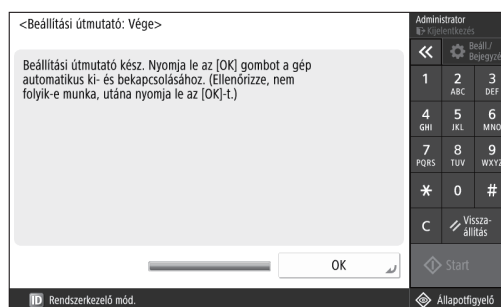 <Beállítási útmutató: Vége>
Beállítási útmutató kész. Nyomja le az [OK] gombot a gép
automatikus ki- és bekapcsolásához. (Ellenőrizze, nem
folyik-e munka, utána nyomja le az [OK]-t.)
OK
ID Rendszerkezelő mód.
Administrator
Kijelentkezés
Beáll./
Bejegyzé
1 2 3
ABC DEF
4 5 6
GHI JKL MNO
7 8 9
PQRS TUV WXYZ
* 0 #
C Vissza-
állítás
Start
Állapotfigyelő